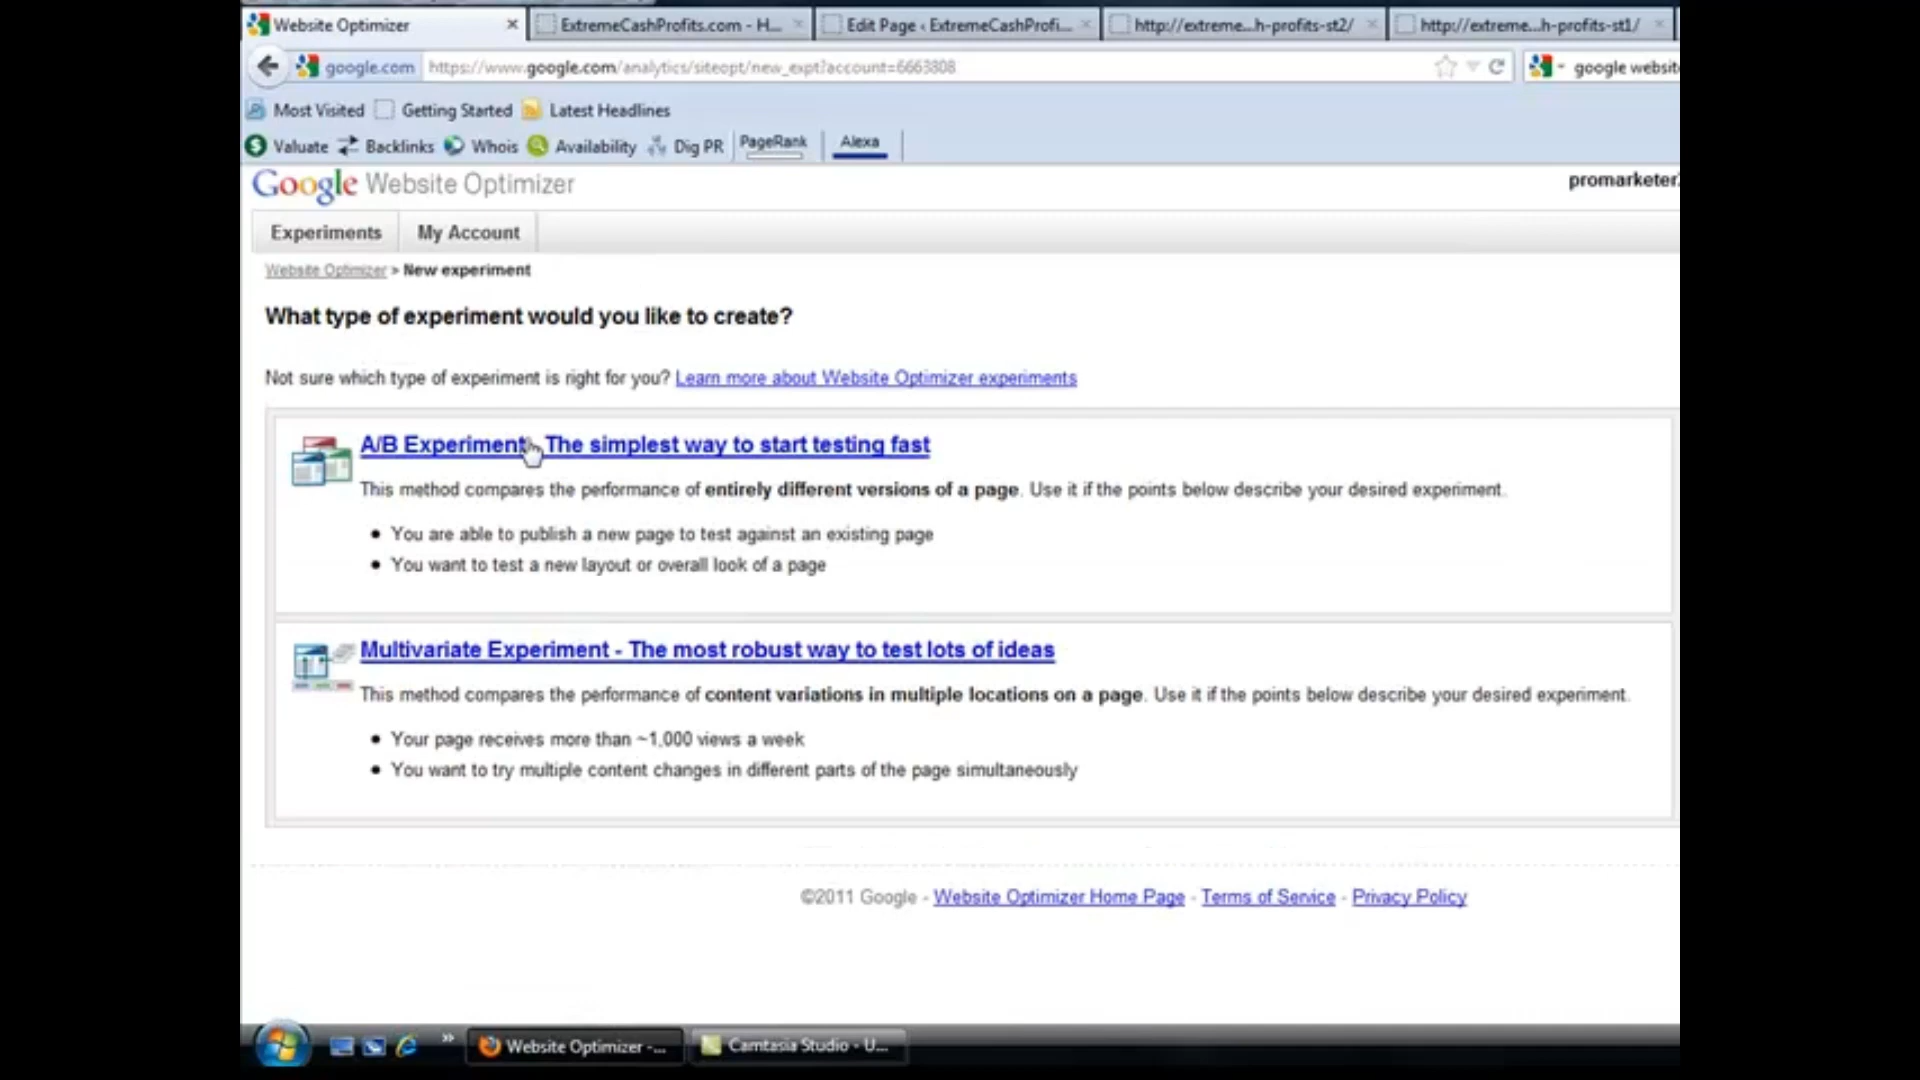 Website Optimizer
ExtremeCashProfits.com - H...
Edit Page ‹ ExtremeCashProfi...
http://extreme...h-profits-st2/
http://extreme...h-profits-st1/
google.com
https://www.google.com/analytics/siteopt/new_expt?account=6663808
google websit
Most Visited
Getting Started
Latest Headlines
Valuate
Backlinks
Whois
Availability
Dig PR
PageRank
Alexa
Google Website Optimizer
promarketer
Experiments
My Account
Website Optimizer > New experiment
What type of experiment would you like to create?
Not sure which type of experiment is right for you? Learn more about Website Optimizer experiments
A/B Experiment The simplest way to start testing fast
This method compares the performance of entirely different versions of a page. Use it if the points below describe your desired experiment.
• You are able to publish a new page to test against an existing page
• You want to test a new layout or overall look of a page
Multivariate Experiment - The most robust way to test lots of ideas
This method compares the performance of content variations in multiple locations on a page. Use it if the points below describe your desired experiment.
• Your page receives more than ~1,000 views a week
• You want to try multiple content changes in different parts of the page simultaneously
©2011 Google - Website Optimizer Home Page - Terms of Service - Privacy Policy
Website Optimizer -...
Camtasia Studio - U...